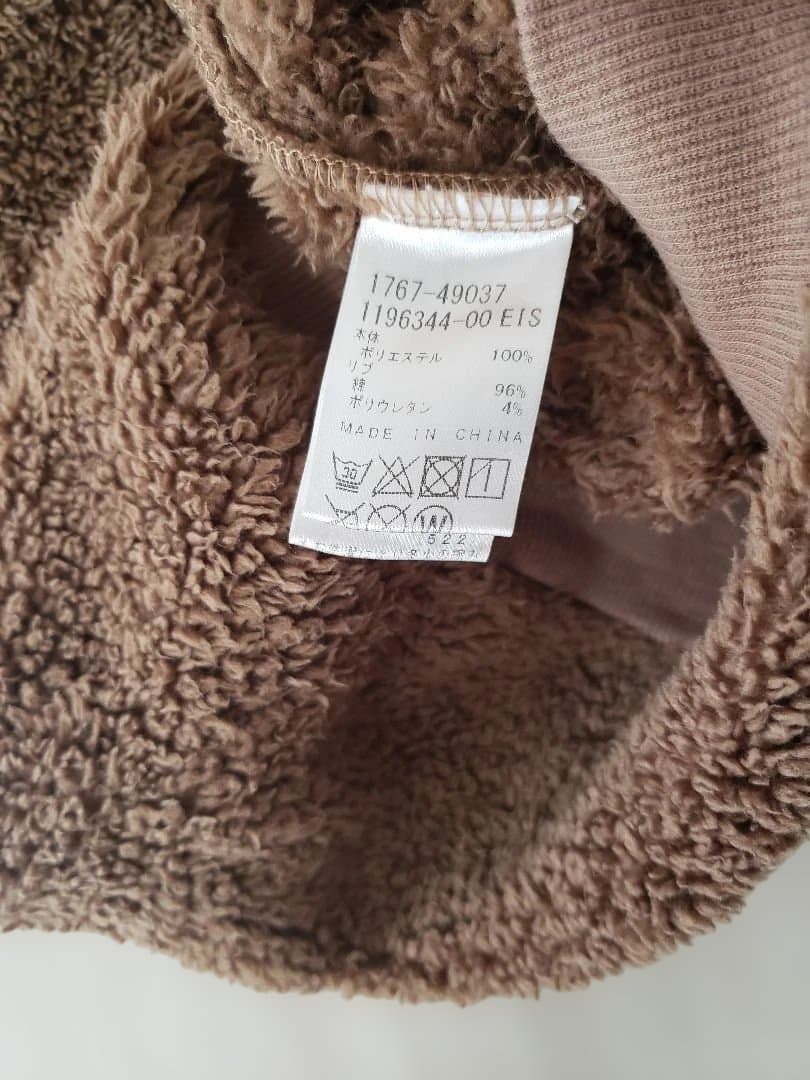 1767-49037
1196344-00 EIS
本体
ポリエステル 100%
リブ
綿 96%
ポリウレタン 4%
MADE IN CHINA
30
W
522